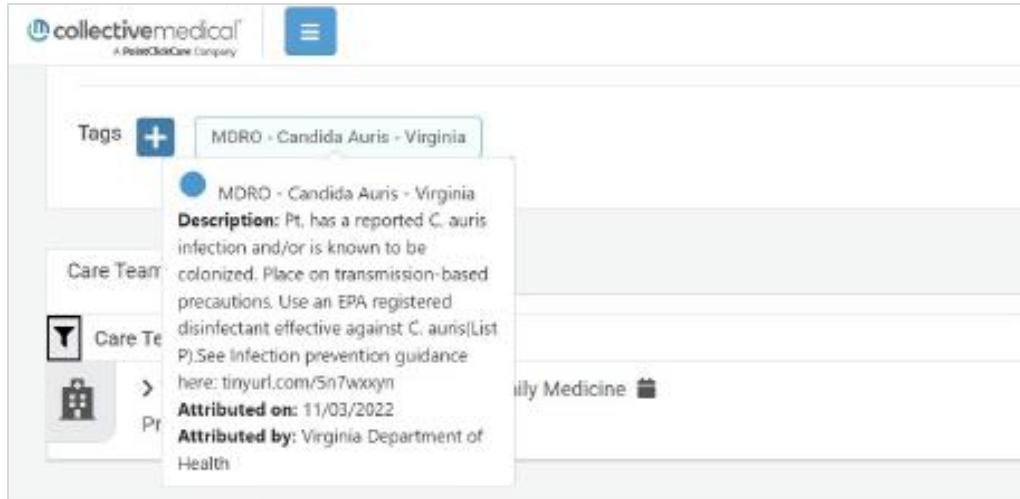 collectivemedical
A PointClickCare Company
Tags
MDRO - Candida Auris - Virginia
MDRO - Candida Auris - Virginia
Description: Pt. has a reported C. auris
infection and/or is known to be
colonized. Place on transmission-based
precautions. Use an EPA registered
disinfectant effective against C. auris(List
P).See Infection prevention guidance
here: tinyurl.com/5n7wxxyn
Attributed on: 11/03/2022
Attributed by: Virginia Department of
Health
Care Team
Care Te
ily Medicine
Pr